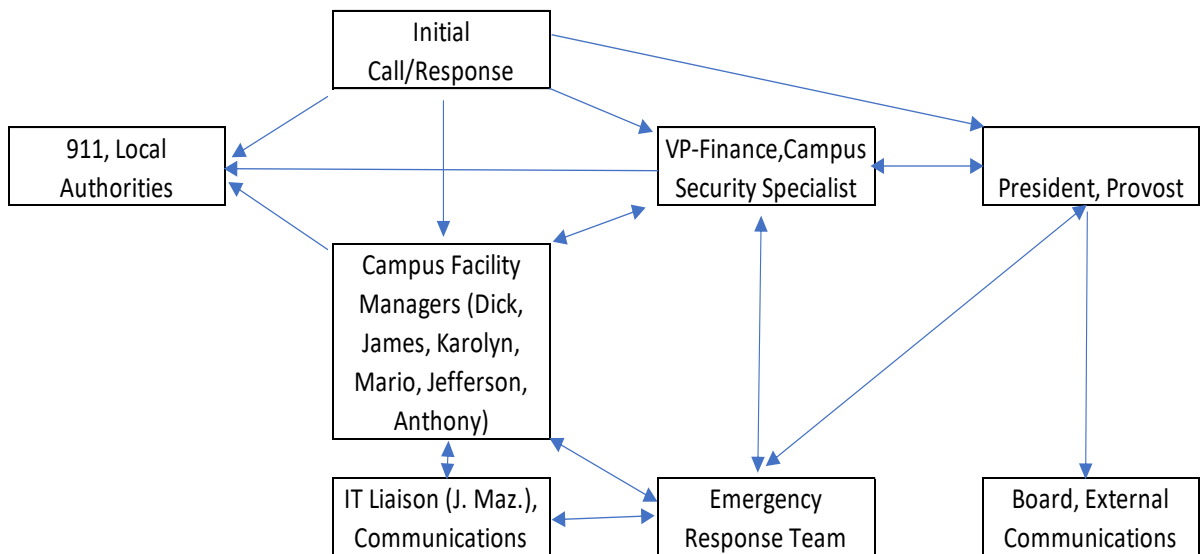 Initial
Call/Response
911, Local
Authorities
VP-Finance,Campus
Security Specialist
President, Provost
Campus Facility
Managers (Dick,
James, Karolyn,
Mario, Jefferson,
Anthony)
IT Liaison (J. Maz.),
Communications
Emergency
Response Team
Board, External
Communications